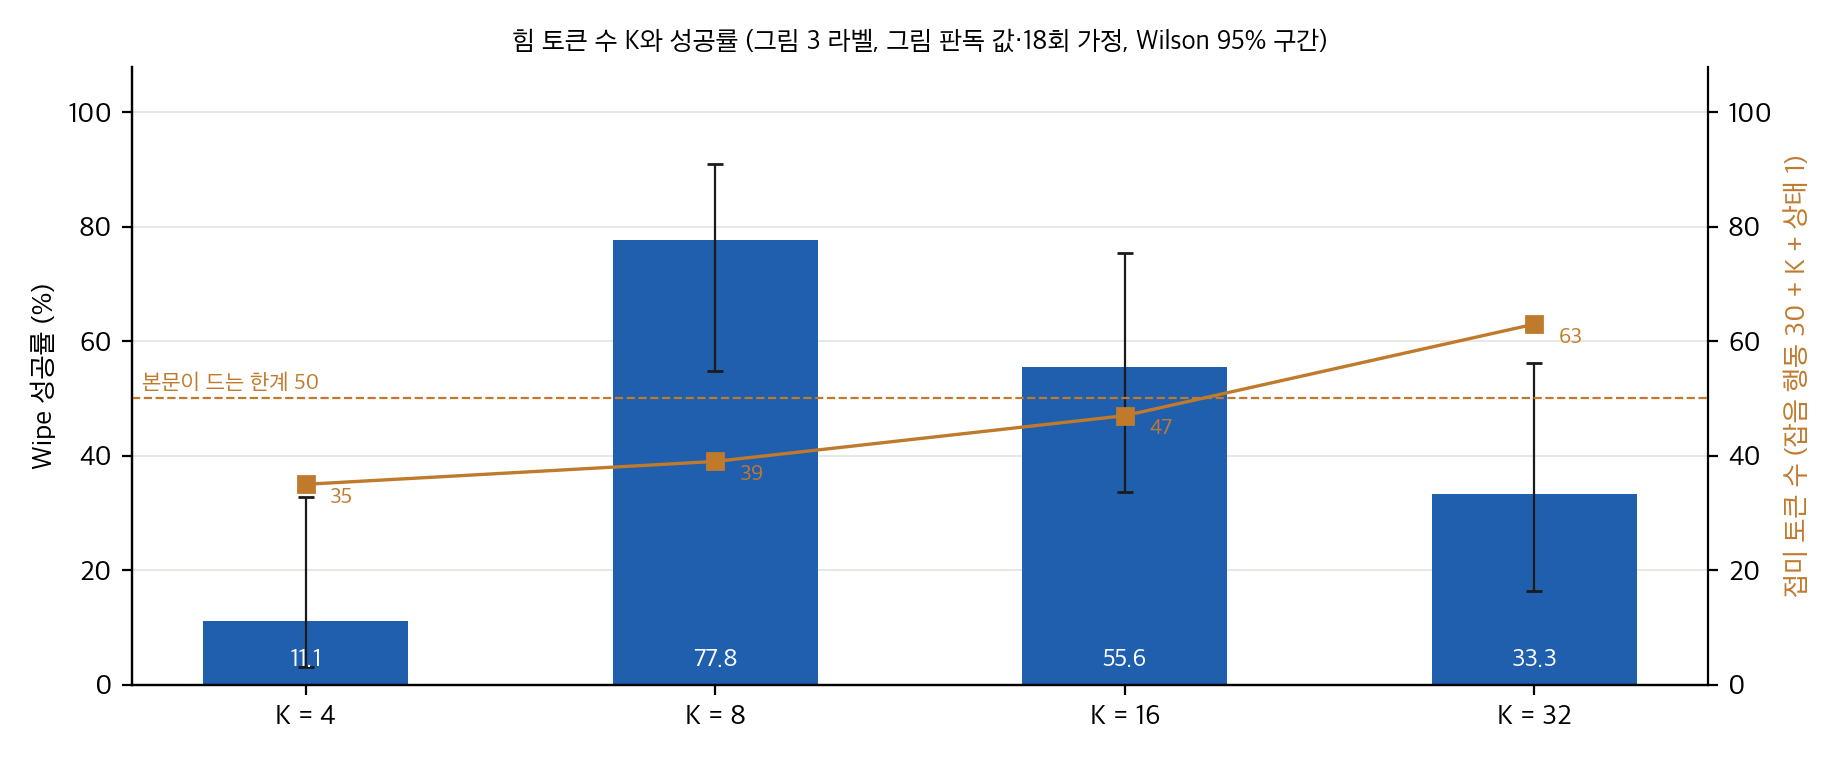 힘 토큰 수 K와 성공률 (그림 3 라벨, 그림 판독 값·18회 가정, Wilson 95% 구간)
Wipe 성공률 (%)
100
80
60
40
20
0
본문이 드는 한계 50
35
39
47
63
11.1
77.8
55.6
33.3
K = 4
K = 8
K = 16
K = 32
100
80
60
40
20
0
접미 토큰 수 (잡음 행동 30 + K + 상태 1)